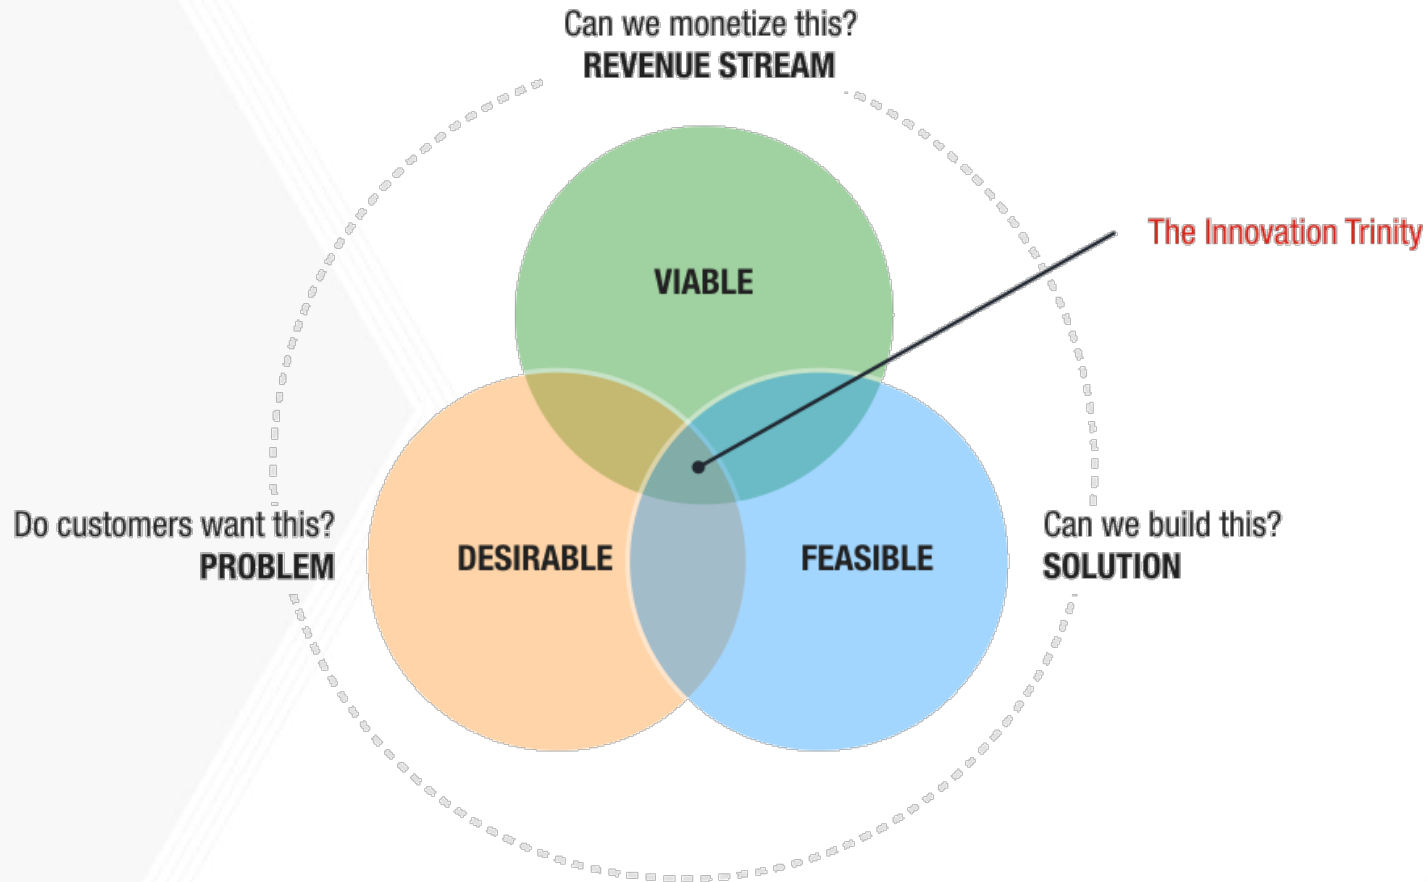 Can we monetize this?
REVENUE STREAM
The Innovation Trinity
VIABLE
Do customers want this?
PROBLEM
DESIRABLE
FEASIBLE
Can we build this?
SOLUTION